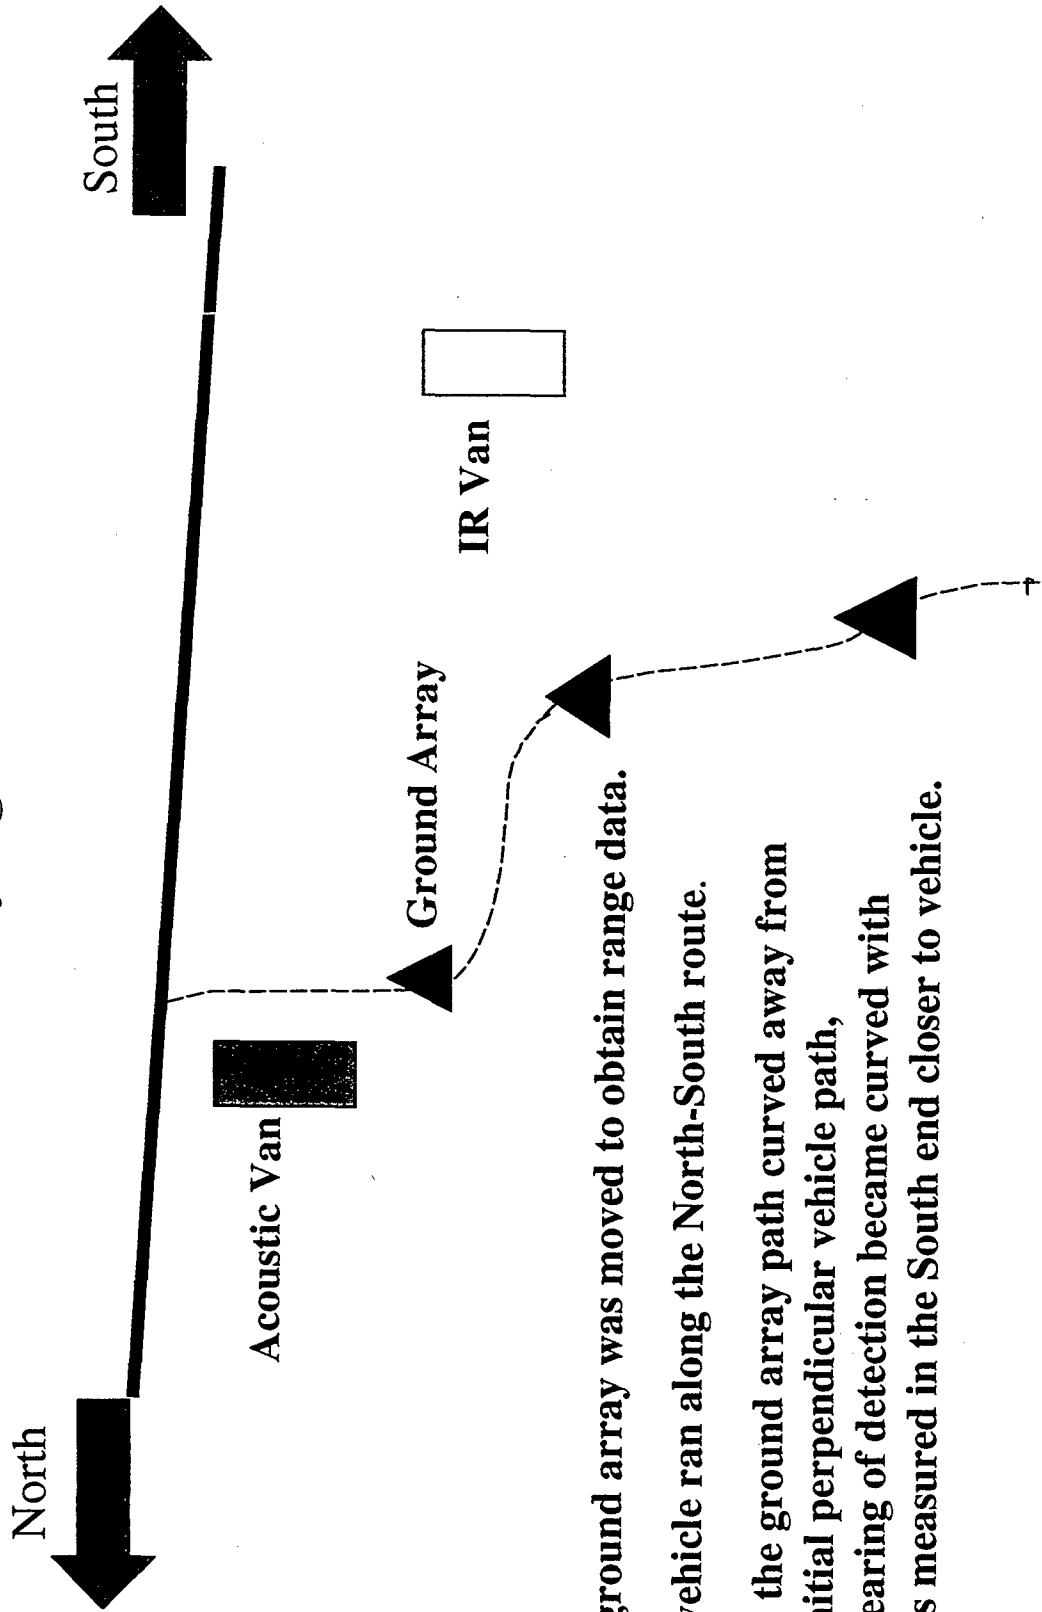 North
South
Acoustic Van
Ground Array
IR Van
ground array was moved to obtain range data.
vehicle ran along the North-South route.
the ground array path curved away from
initial perpendicular vehicle path,
earing of detection became curved with
s measured in the South end closer to vehicle.